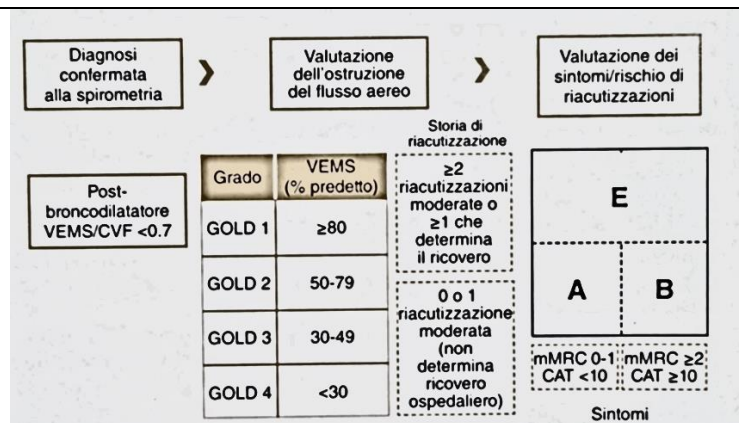 Diagnosi
confermata
alla spirometria
Valutazione
dell'ostruzione
del flusso aereo
Valutazione dei
sintomi/rischio di
riacutizzazioni
Post-
broncodilatatore
VEMS/CVF <0.7
Grado
VEMS
(% predetto)
GOLD 1
≥80
GOLD 2
50-79
GOLD 3
30-49
GOLD 4
<30
Storia di
riacutizzazione
≥2
riacutizzazioni
moderate o
≥1 che
determina
il ricovero
0 o 1
riacutizzazione
moderata
(non
determina
ricovero
ospedaliero)
E
A
B
mMRC 0-1
CAT <10
mMRC ≥2
CAT ≥10
Sintomi